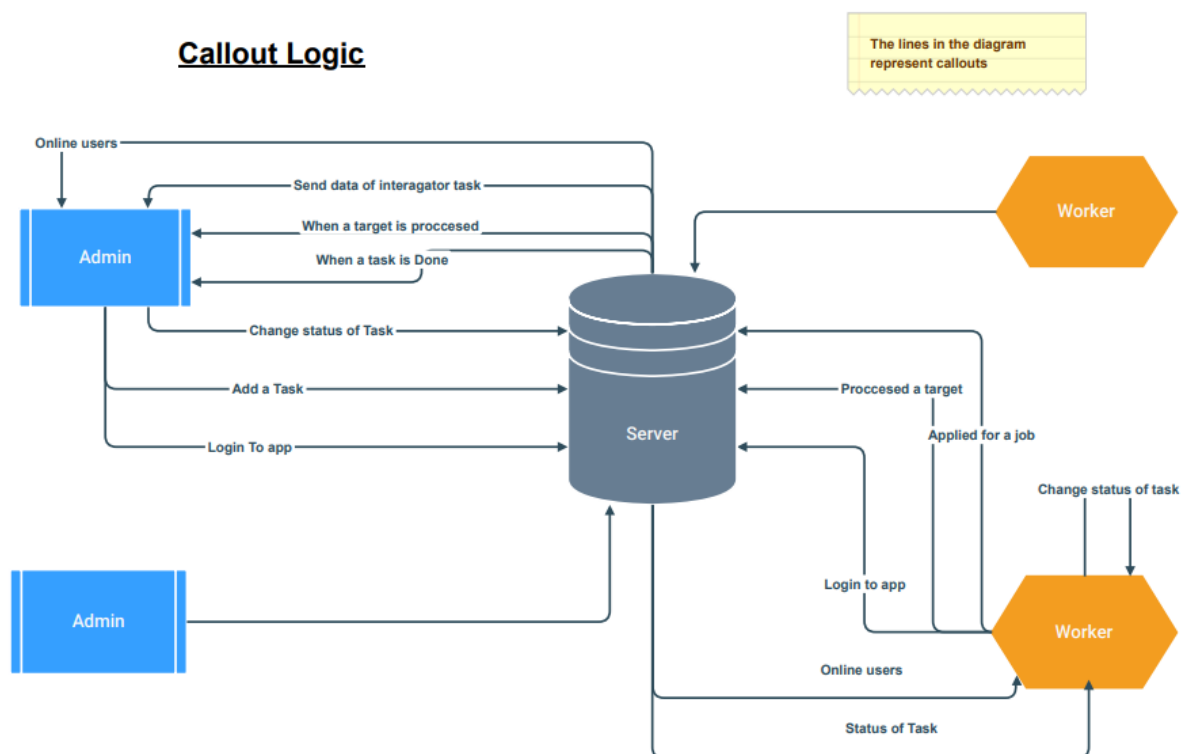 Callout Logic
The lines in the diagram
represent callouts
Online users
Send data of interagator task
Worker
When a target is proccesed
Admin
When a task is Done
Change status of Task
Add a Task
Proccesed a target
Server
Applied for a job
Login To app
Change status of task
Login to app
Admin
Worker
Online users
Status of Task